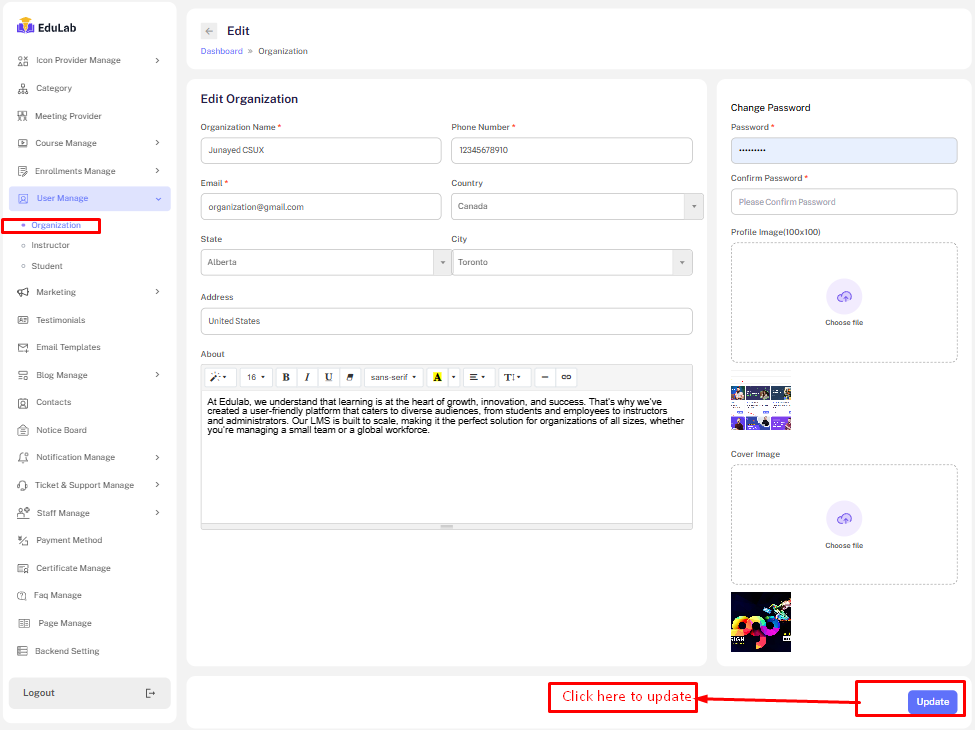 EduLab
Icon Provider Manage
Category
Meeting Provider
Course Manage
Enrollments Manage
User Manage
Organization
Instructor
Student
Marketing
Testimonials
Email Templates
Blog Manage
Contacts
Notice Board
Notification Manage
Ticket & Support Manage
Staff Manage
Payment Method
Certificate Manage
Faq Manage
Page Manage
Backend Setting
Logout
Edit
Dashboard » Organization
Edit Organization
Organization Name *
Junayed CSUX
Phone Number *
12345678910
Email *
organization@gmail.com
Country
Canada
State
Alberta
City
Toronto
Address
United States
About
16 B I U sans-serif A T
At Edulab, we understand that learning is at the heart of growth, innovation, and success. That's why we've
created a user-friendly platform that caters to diverse audiences, from students and employees to instructors
and administrators. Our LMS is built to scale, making it the perfect solution for organizations of all sizes, whether
you're managing a small team or a global workforce.
Change Password
Password *
•••••••••
Confirm Password *
Please Confirm Password
Profile Image(100x100)
Choose file
Cover Image
Choose file
Click here to update
Update